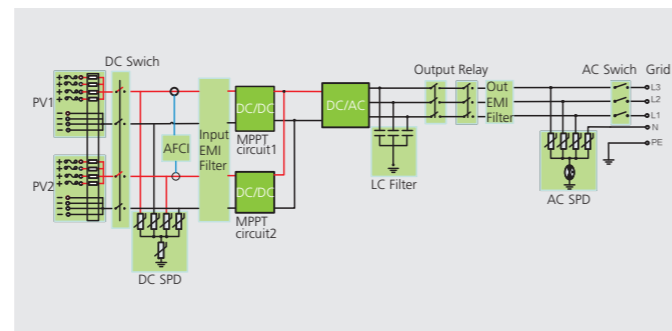 DC Swich
Output Relay
AC Swich
Grid
PV1
DC/DC
MPPT
circuit1
DC/AC
Out
EMI
Filter
L3
L2
L1
N
PE
AFCI
Input
EMI
Filter
LC Filter
PV2
DC/DC
MPPT
circuit2
AC SPD
DC SPD